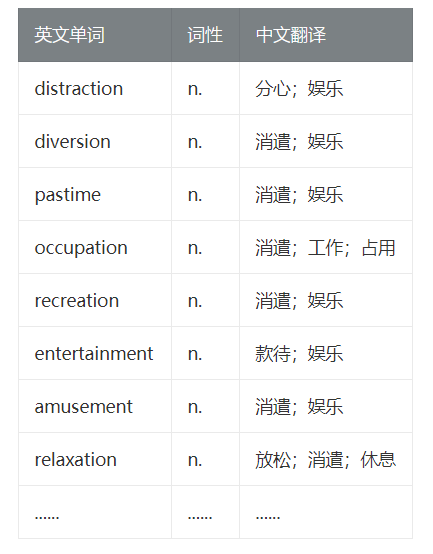 英文单词 词性 中文翻译
distraction n. 分心；娱乐
diversion n. 消遣；娱乐
pastime n. 消遣；娱乐
occupation n. 消遣；工作；占用
recreation n. 消遣；娱乐
entertainment n. 款待；娱乐
amusement n. 消遣；娱乐
relaxation n. 放松；消遣；休息
...... ...... ......